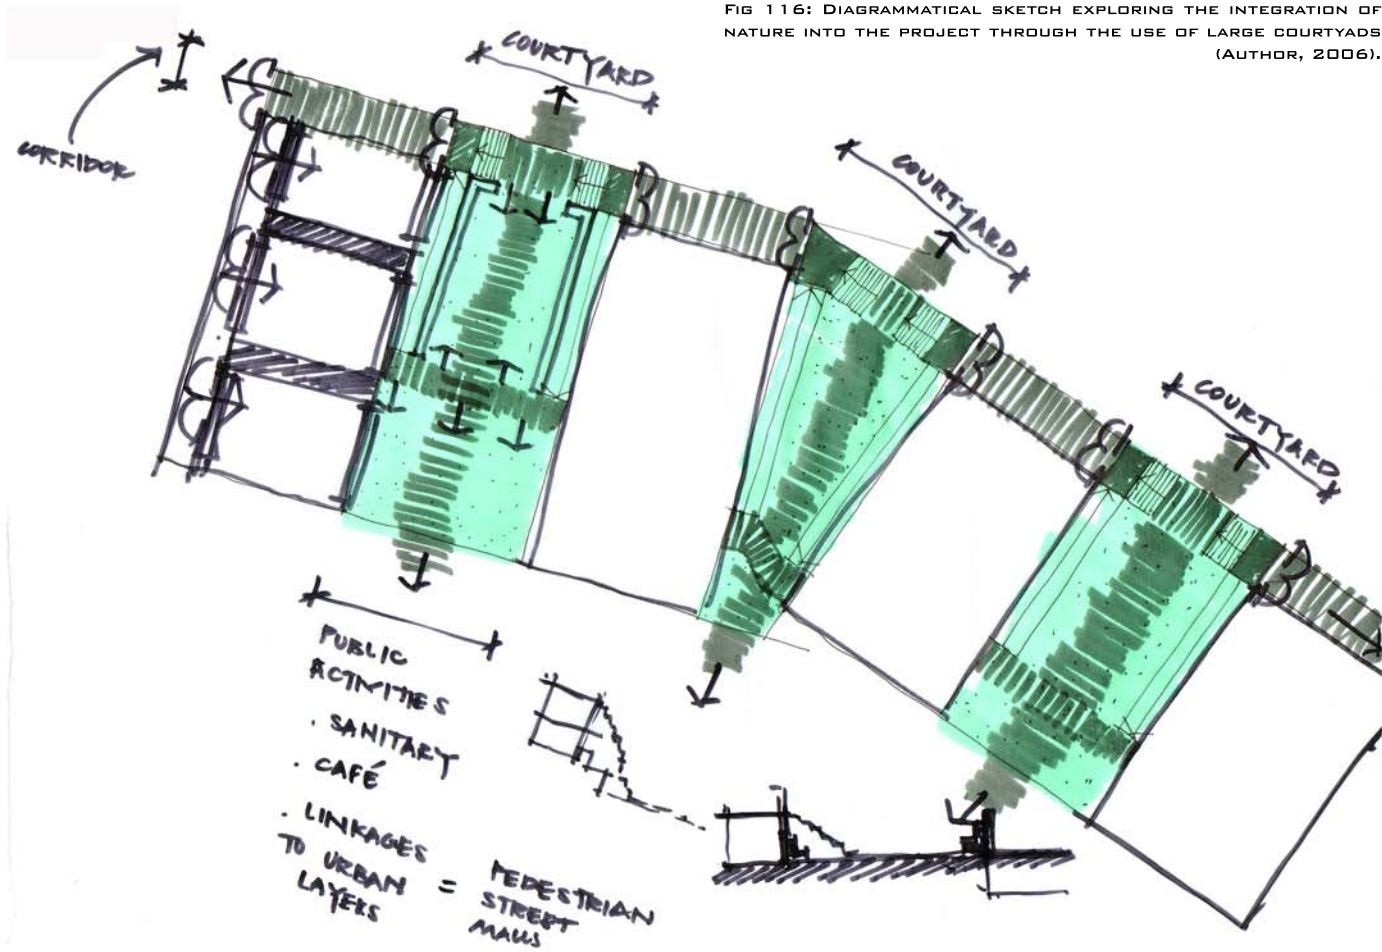 FIG 116: DIAGRAMMATICAL SKETCH EXPLORING THE INTEGRATION OF
NATURE INTO THE PROJECT THROUGH THE USE OF LARGE COURTYADS
(AUTHOR, 2006).
COURTYARD
CORRIDOR
COURTYARD
COURTYARD
PUBLIC
ACTIVITIES
. SANITARY
. CAFÉ
. LINKAGES
TO URBAN
LAYERS
= PEDESTRIAN
STREET
MALLS